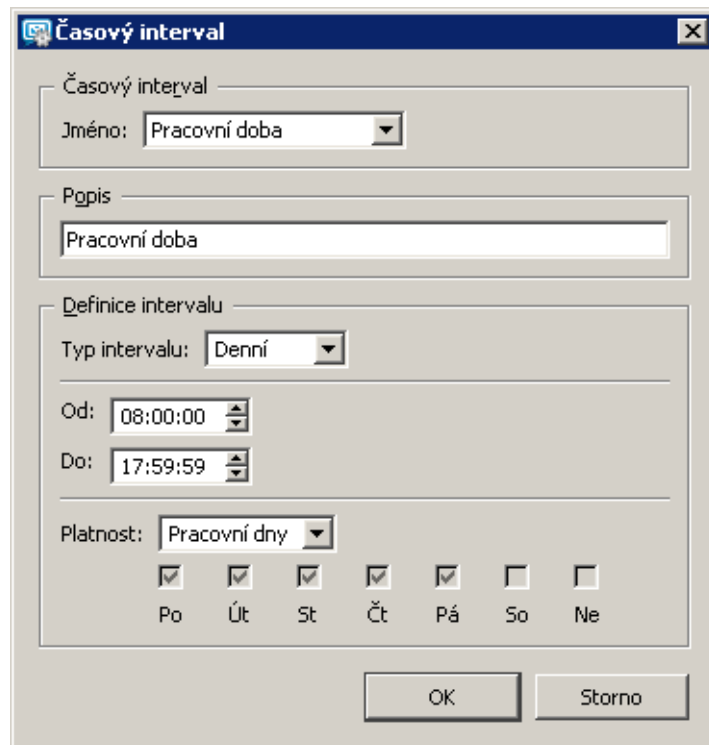 Časový interval
Časový interval
Jméno: Pracovní doba
Popis
Pracovní doba
Definice intervalu
Typ intervalu: Denní
Od: 08:00:00
Do: 17:59:59
Platnost: Pracovní dny
Po Út St Čt Pá So Ne
OK Storno